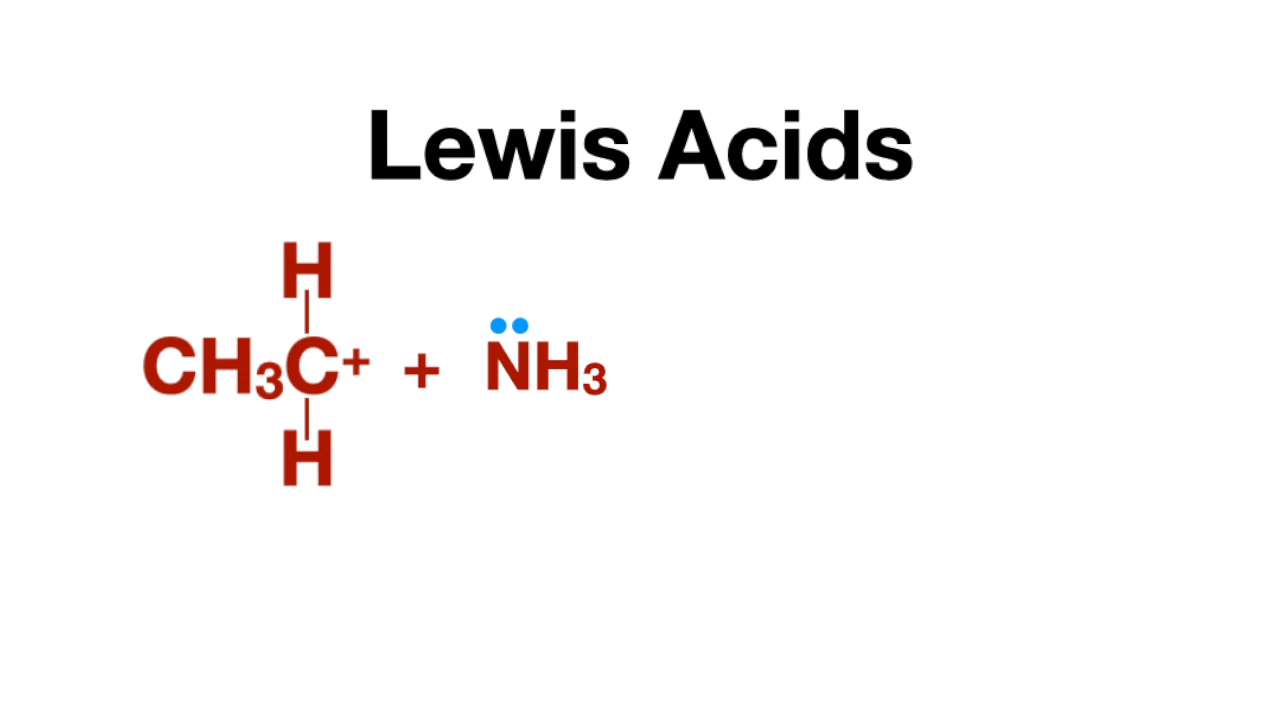 Lewis Acids
H
CH₃C⁺ + NH₃
H